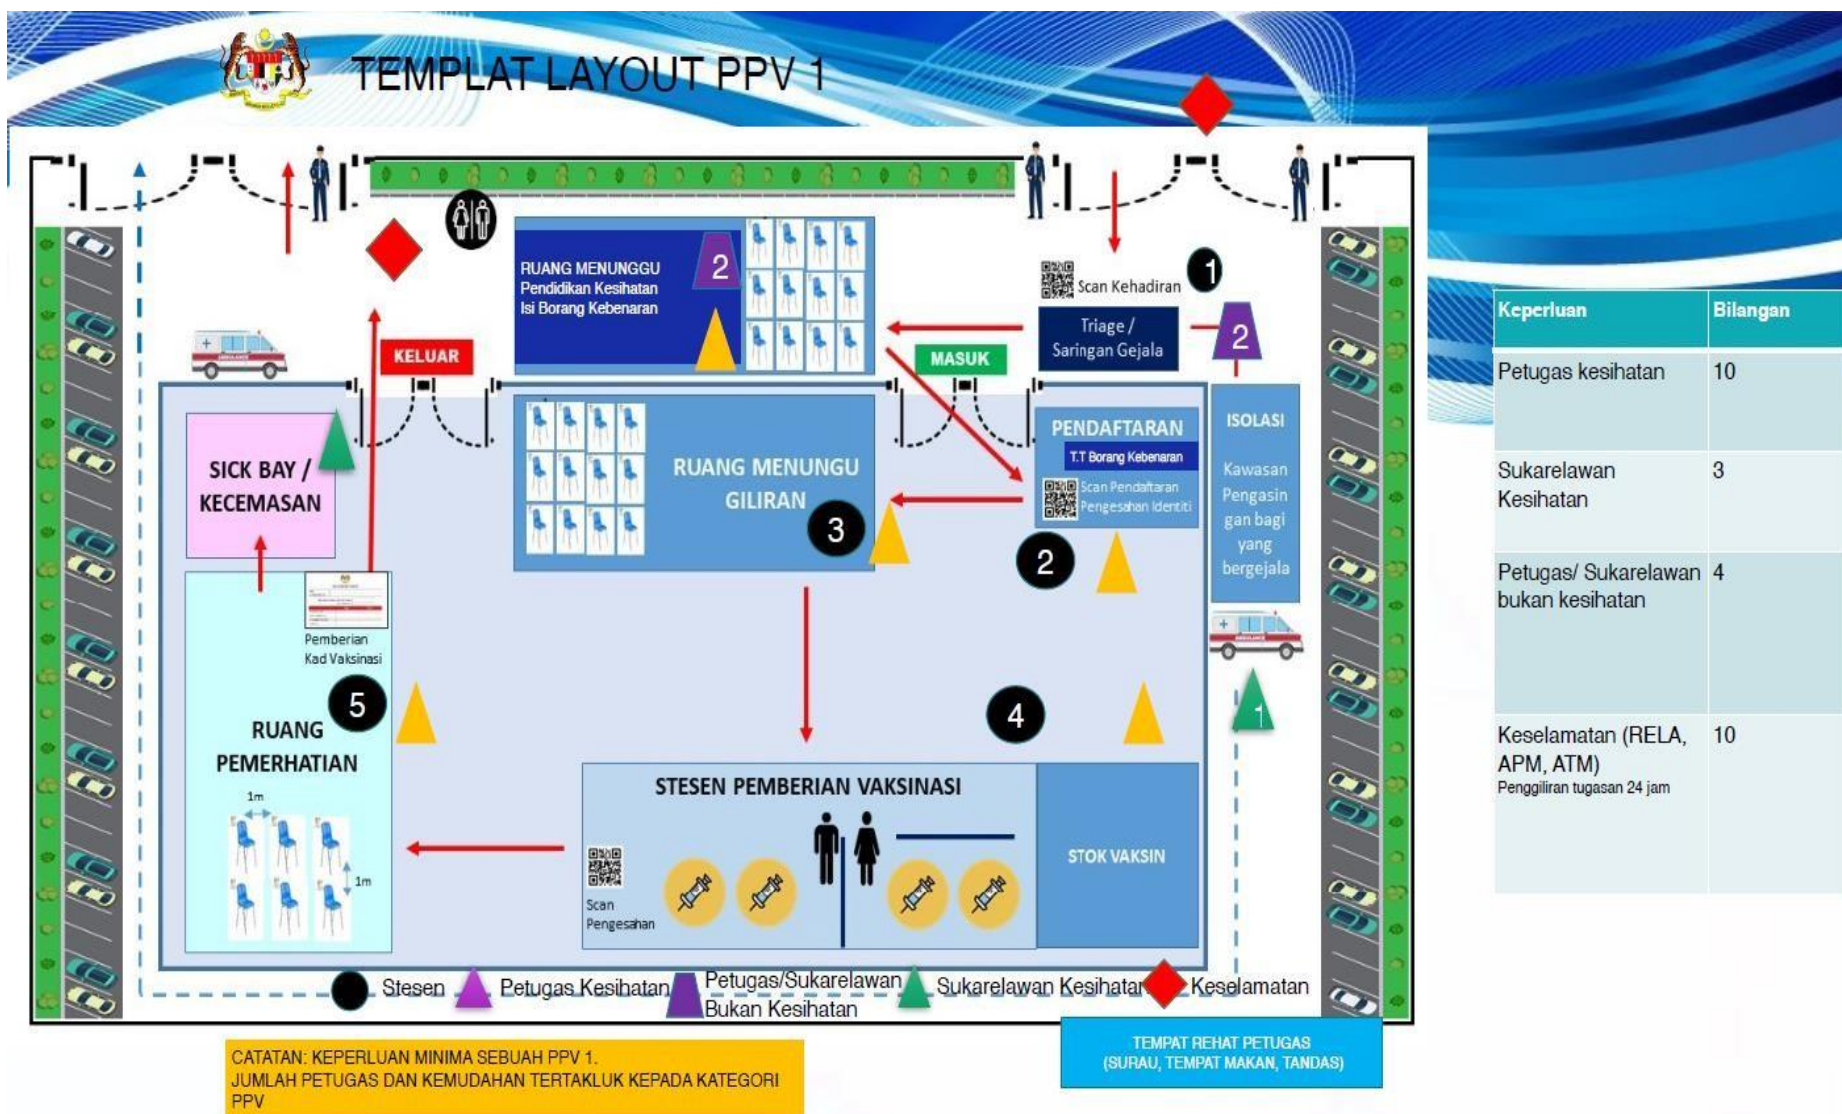 TEMPLAT LAYOUT PPV 1
RUANG MENUNGGU
Pendidikan Kesihatan
Isi Borang Kebenaran
2
Scan Kehadiran
1
Triage /
Saringan Gejala
2
KELUAR
MASUK
AMBULANCE
SICK BAY /
KECEMASAN
RUANG MENUNGU
GILIRAN
3
PENDAFTARAN
T.T Borang Kebenaran
Scan Pendaftaran
Pengesahan Identiti
2
ISOLASI
Kawasan
Pengasin
gan bagi
yang
bergejala
AMBULANCE
1
Pemberian
Kad Vaksinasi
5
RUANG
PEMERHATIAN
1m
1m
4
STESEN PEMBERIAN VAKSINASI
Scan
Pengesahan
STOK VAKSIN
Stesen
Petugas Kesihatan
Petugas/Sukarelawan
Bukan Kesihatan
Sukarelawan Kesihatan
Keselamatan
CATATAN: KEPERLUAN MINIMA SEBUAH PPV 1.
JUMLAH PETUGAS DAN KEMUDAHAN TERTAKLUK KEPADA KATEGORI
PPV
TEMPAT REHAT PETUGAS
(SURAU, TEMPAT MAKAN, TANDAS)
Keperluan Bilangan
Petugas kesihatan 10
Sukarelawan 3
Kesihatan
Petugas/ Sukarelawan 4
bukan kesihatan
Keselamatan (RELA, 10
APM, ATM)
Penggiliran tugasan 24 jam